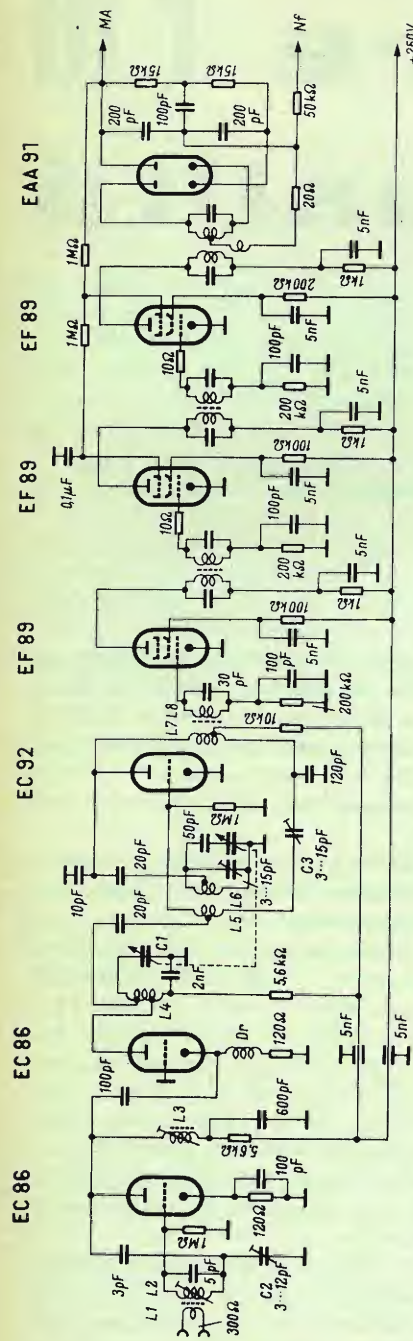 EC 86
EC 86
EC 92
EF 89
EF 89
EF 89
EAA 91
300Ω
L1
L2
5pF
3pF
1MΩ
C2
3...12pF
120Ω
100
pF
L3
5,6kΩ
600pF
100pF
Dr
120Ω
L4
C1
2nF
5,6kΩ
5nF
5nF
20pF
10pF
20pF
L5
L6
50pF
3...15pF
1MΩ
C3
3...15pF
120pF
L7
L8
10kΩ
30
pF
100
pF
200kΩ
5nF
100kΩ
5nF
1kΩ
10Ω
200
kΩ
100pF
5nF
100kΩ
5nF
1kΩ
0,1µF
1MΩ
10Ω
200
kΩ
100pF
5nF
200kΩ
5nF
1kΩ
1MΩ
200
pF
100pF
200
pF
15kΩ
15kΩ
20Ω
50kΩ
MA
Nf
+250V